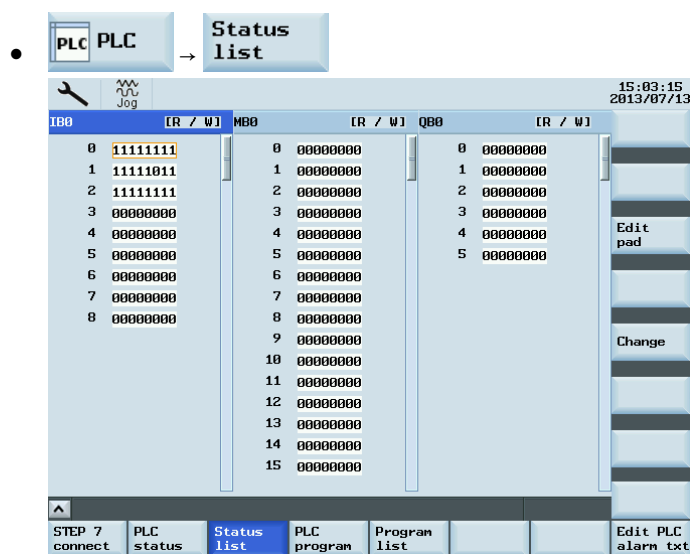 PLC PLC → Status list
Jog
15:03:15
2013/07/13
IB0 [R / W] MB0 [R / W] QB0 [R / W]
0 11111111 0 00000000 0 00000000
1 11111011 1 00000000 1 00000000
2 11111111 2 00000000 2 00000000
3 00000000 3 00000000 3 00000000
4 00000000 4 00000000 4 00000000
5 00000000 5 00000000 5 00000000
6 00000000 6 00000000
7 00000000 7 00000000
8 00000000 8 00000000
9 00000000
10 00000000
11 00000000
12 00000000
13 00000000
14 00000000
15 00000000
Edit
pad
Change
STEP 7 PLC Status PLC Program Edit PLC
connect status list program list alarm txt